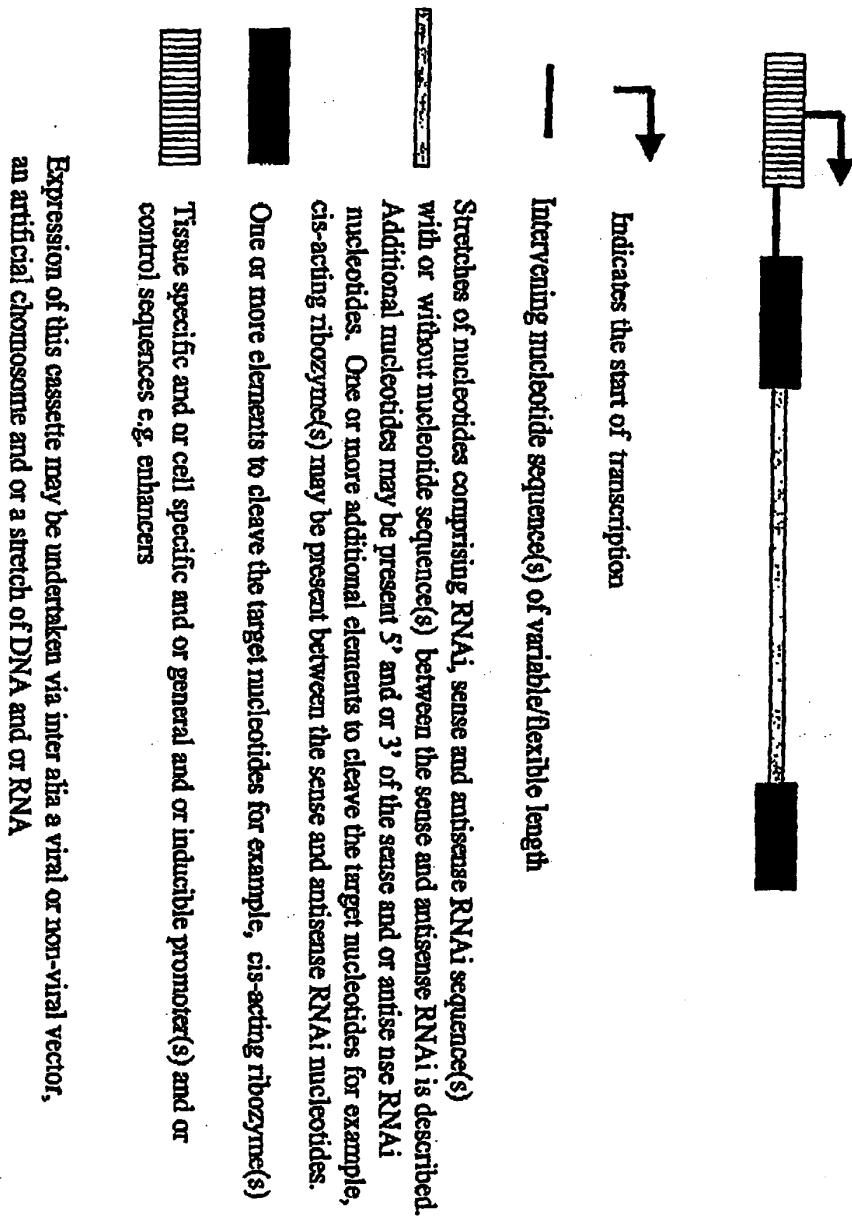 Indicates the start of transcription
Intervening nucleotide sequence(s) of variable/flexible length
Stretches of nucleotides comprising RNAi, sense and antisense RNAi sequence(s)
with or without nucleotide sequence(s) between the sense and antisense RNAi is described.
Additional nucleotides may be present 5' and or 3' of the sense and or antise nse RNAi
nucleotides. One or more additional elements to cleave the target nucleotides for example,
cis-acting ribozyme(s) may be present between the sense and antisense RNAi nucleotides.
One or more elements to cleave the target nucleotides for example, cis-acting ribozyme(s)
Tissue specific and or cell specific and or general and or inducible promoter(s) and or
control sequences e.g. enhancers
Expression of this cassette may be undertaken via inter alia a viral or non-viral vector,
an artificial chomosome and or a stretch of DNA and or RNA